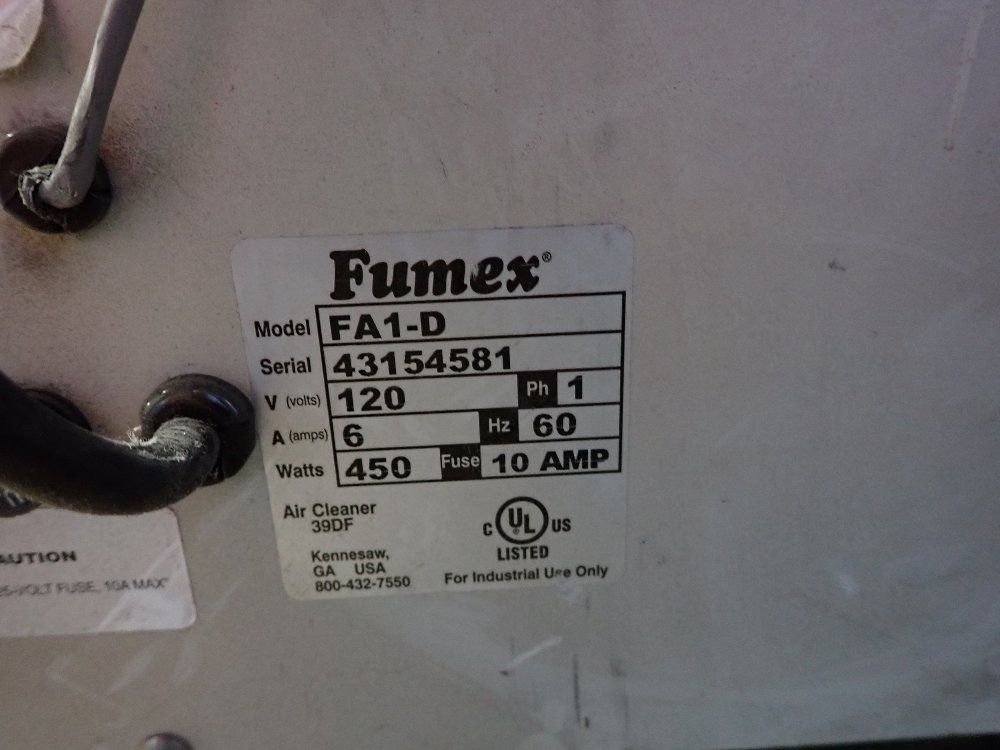 Fumex®
Model FA1-D
Serial 43154581
V (volts) 120 Ph 1
A (amps) 6 Hz 60
Watts 450 Fuse 10 AMP
Air Cleaner
39DF
Kennesaw,
GA USA
800-432-7550
C UL ® US
LISTED
For Industrial Use Only
AUTION
-VOLT FUSE, 10A MAX"